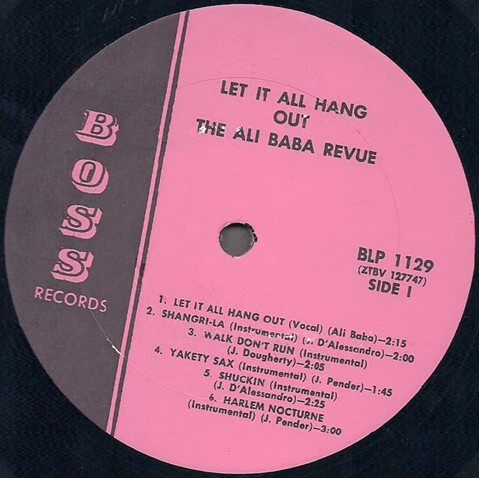 LET IT ALL HANG
OUT
THE ALI BABA REVUE
BOSS
RECORDS
BLP 1129
(ZTBV 127747)
SIDE I
1. LET IT ALL HANG OUT (Vocal) (Ali Baba)—2:15
2. SHANGRI-LA (Instrumental) (J. D'Alessandro)—2:00
3. WALK DON'T RUN (Instrumental)
(J. Dougherty)—2:05
4. YAKETY SAX (Instrumental) (J. Pender)—1:45
5. SHUCKIN (Instrumental)
(J. D'Alessandro)—2:25
6. HARLEM NOCTURNE
(Instrumental) (J. Pender)—3:00